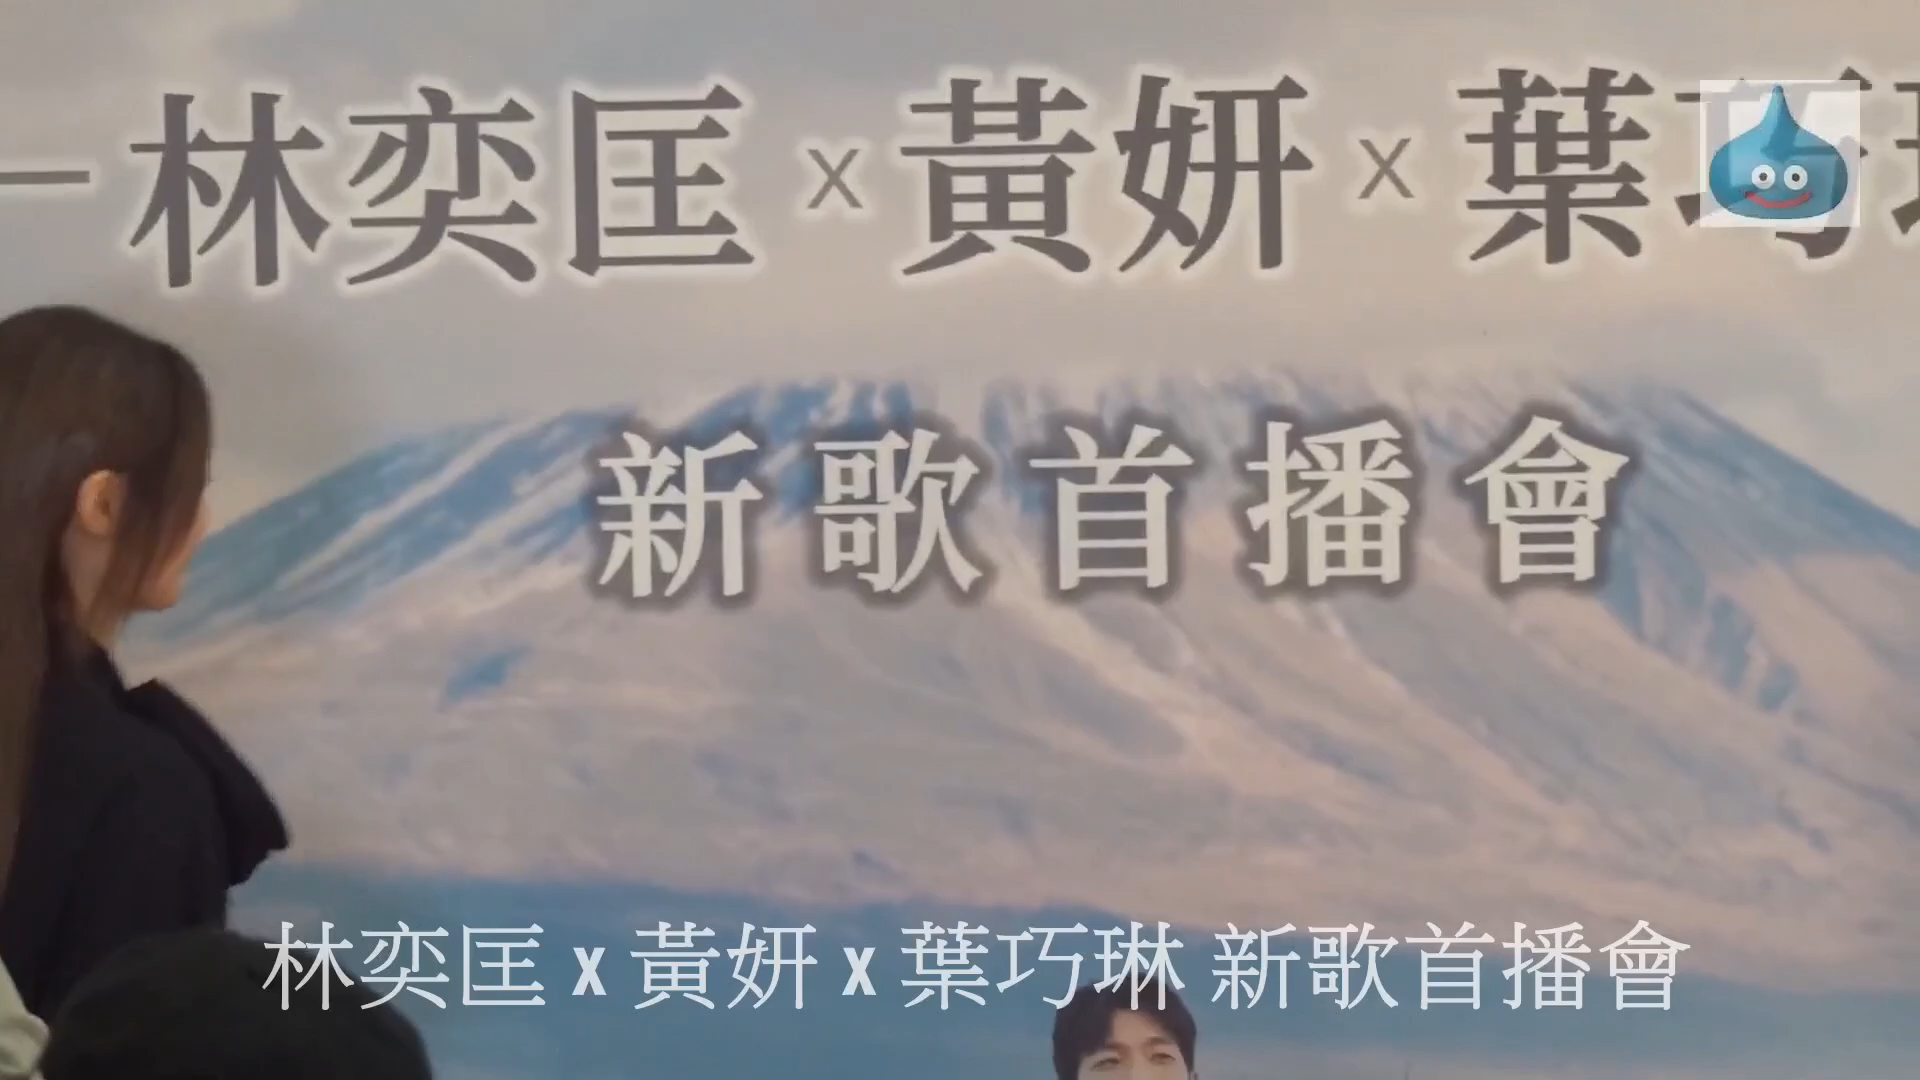 林奕匡 x 黃妍 x 葉巧
新歌首播會
林奕匡 x 黃妍 x 葉巧琳 新歌首播會